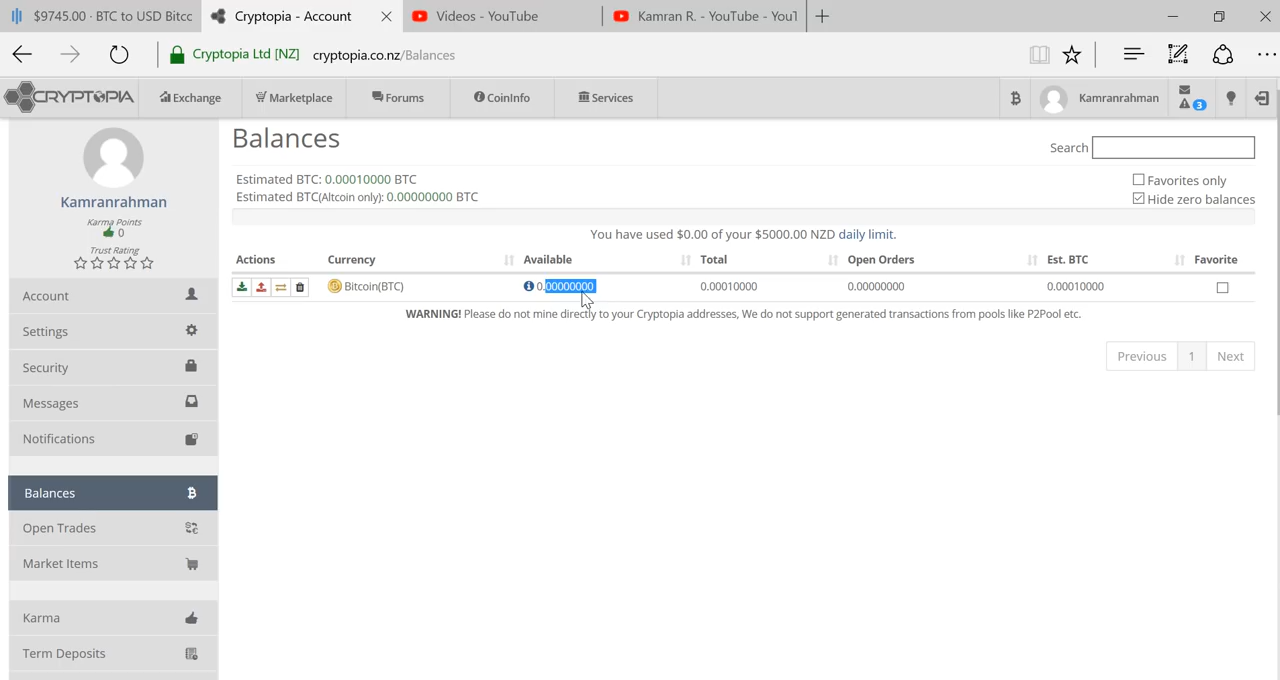 $9745.00 · BTC to USD Bitcc
Cryptopia - Account
Videos - YouTube
Kamran R. - YouTube - YouT
Cryptopia Ltd [NZ] cryptopia.co.nz/Balances
CRYPTOPIA Exchange Marketplace Forums CoinInfo Services Kamranrahman 3
Balances
Search
Kamranrahman
Karma Points
0
Trust Rating
Estimated BTC: 0.00010000 BTC
Estimated BTC(Altcoin only): 0.00000000 BTC
Favorites only
Hide zero balances
You have used $0.00 of your $5000.00 NZD daily limit.
Actions Currency Available Total Open Orders Est. BTC Favorite
Bitcoin(BTC) 0.00000000 0.00010000 0.00000000 0.00010000
WARNING! Please do not mine directly to your Cryptopia addresses, We do not support generated transactions from pools like P2Pool etc.
Previous 1 Next
Account
Settings
Security
Messages
Notifications
Balances
Open Trades
Market Items
Karma
Term Deposits